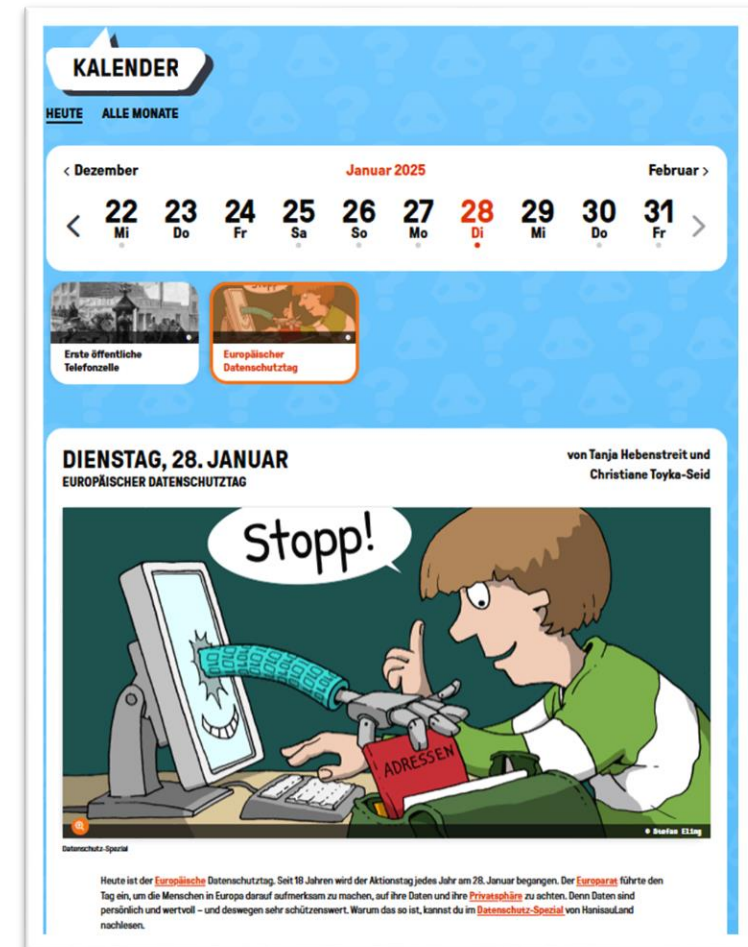 KALENDER
HEUTE ALLE MONATE
< Dezember Januar 2025 Februar >
< 22 23 24 25 26 27 28 29 30 31 >
Mi Do Fr Sa So Mo Di Mi Do Fr
Erste öffentliche
Telefonzelle
Europäischer
Datenschutztag
DIENSTAG, 28. JANUAR
EUROPÄISCHER DATENSCHUTZTAG
von Tanja Hebenstreit und
Christiane Toyka-Seid
Stopp!
ADRESSEN
© Stefan Eling
Datenschutz-Spezial
Heute ist der Europäische Datenschutztag. Seit 18 Jahren wird der Aktionstag jedes Jahr am 28. Januar begangen. Der Europarat führte den
Tag ein, um die Menschen in Europa darauf aufmerksam zu machen, auf ihre Daten und ihre Privatsphäre zu achten. Denn Daten sind
persönlich und wertvoll – und deswegen sehr schützenswert. Warum das so ist, kannst du im Datenschutz-Spezial von HanisauLand
nachlesen.